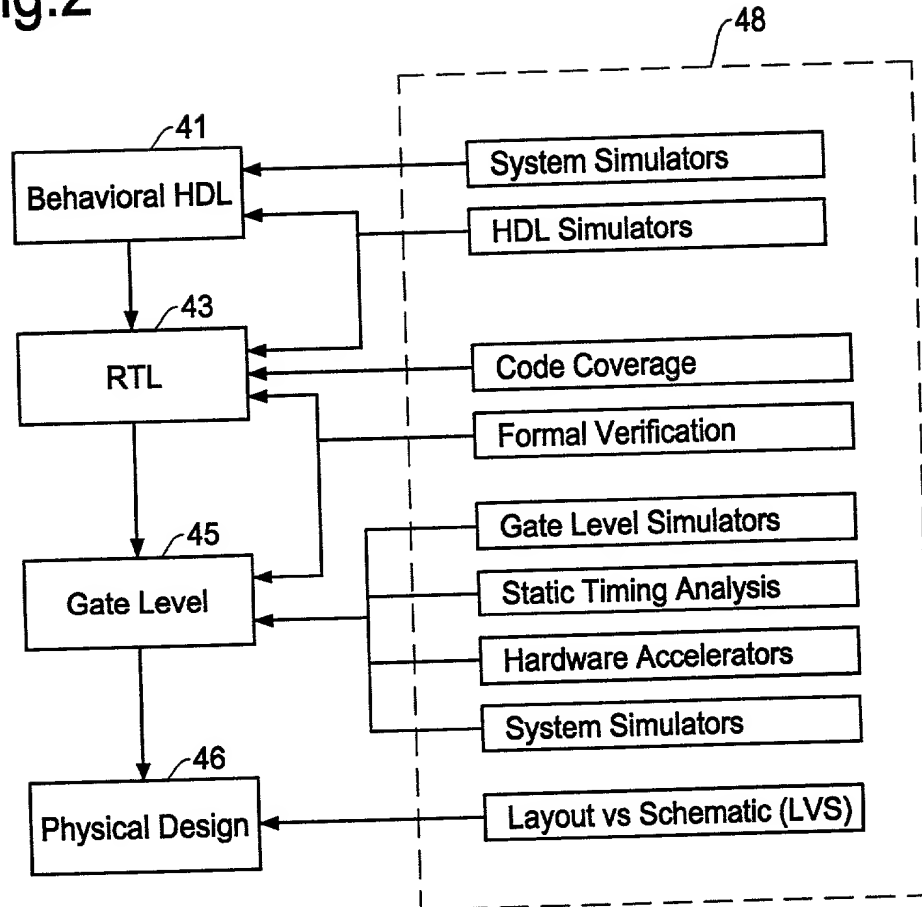 ig.2
48
41
Behavioral HDL
System Simulators
HDL Simulators
43
RTL
Code Coverage
Formal Verification
45
Gate Level
Gate Level Simulators
Static Timing Analysis
Hardware Accelerators
System Simulators
46
Physical Design
Layout vs Schematic (LVS)